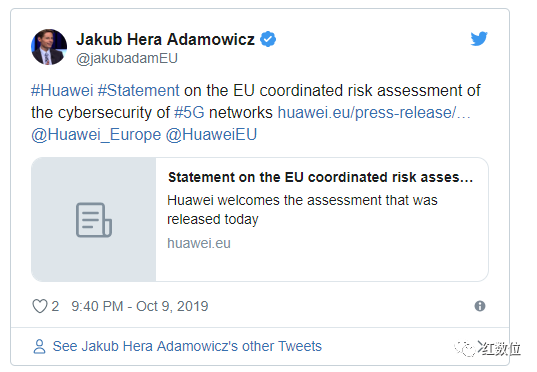 Jakub Hera Adamowicz
@jakubadamEU
#Huawei #Statement on the EU coordinated risk assessment of
the cybersecurity of #5G networks huawei.eu/press-release/…
@Huawei_Europe @HuaweiEU
Statement on the EU coordinated risk asses...
Huawei welcomes the assessment that was
released today
huawei.eu
2 9:40 PM - Oct 9, 2019
See Jakub Hera Adamowicz's other Tweets
红数位